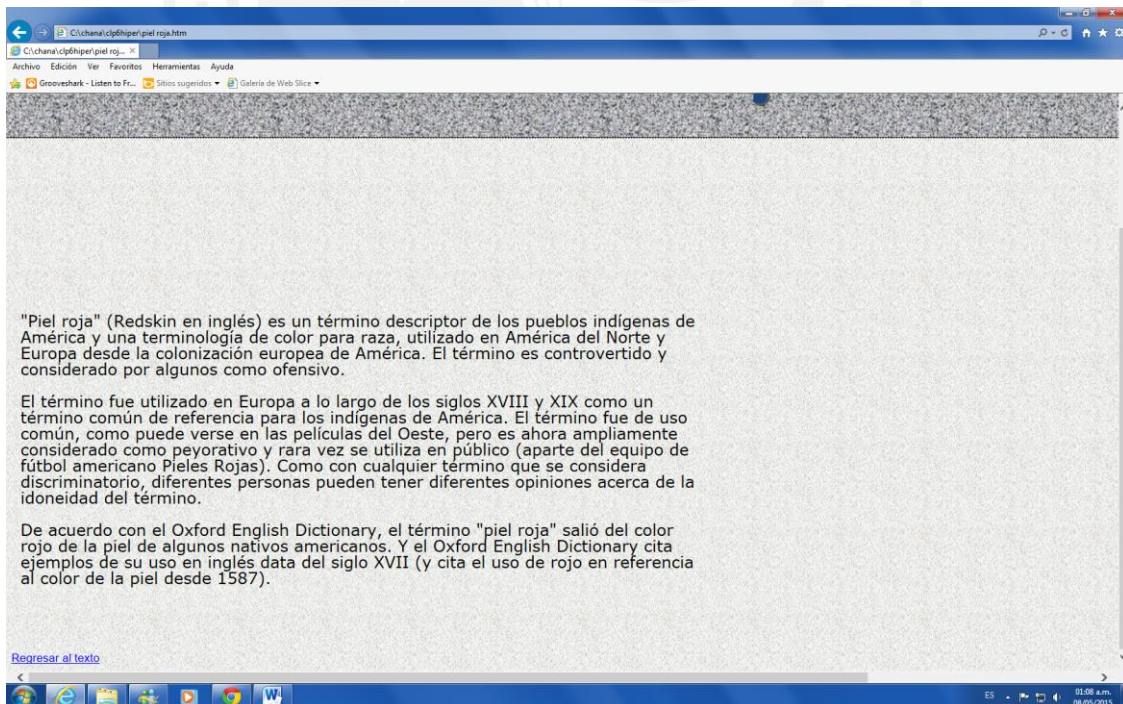 C:\chana\clp6hiper\piel roja.htm
C:\chana\clp6hiper\piel roj...
Archivo Edición Ver Favoritos Herramientas Ayuda
Grooveshark - Listen to Fr... Sitios sugeridos Galería de Web Slice
"Piel roja" (Redskin en inglés) es un término descriptor de los pueblos indígenas de
América y una terminología de color para raza, utilizado en América del Norte y
Europa desde la colonización europea de América. El término es controvertido y
considerado por algunos como ofensivo.
El término fue utilizado en Europa a lo largo de los siglos XVIII y XIX como un
término común de referencia para los indígenas de América. El término fue de uso
común, como puede verse en las películas del Oeste, pero es ahora ampliamente
considerado como peyorativo y rara vez se utiliza en público (aparte del equipo de
fútbol americano Pieles Rojas). Como con cualquier término que se considera
discriminatorio, diferentes personas pueden tener diferentes opiniones acerca de la
idoneidad del término.
De acuerdo con el Oxford English Dictionary, el término "piel roja" salió del color
rojo de la piel de algunos nativos americanos. Y el Oxford English Dictionary cita
ejemplos de su uso en inglés data del siglo XVII (y cita el uso de rojo en referencia
al color de la piel desde 1587).
Regresar al texto
ES
01:08 a.m.
08/05/2015